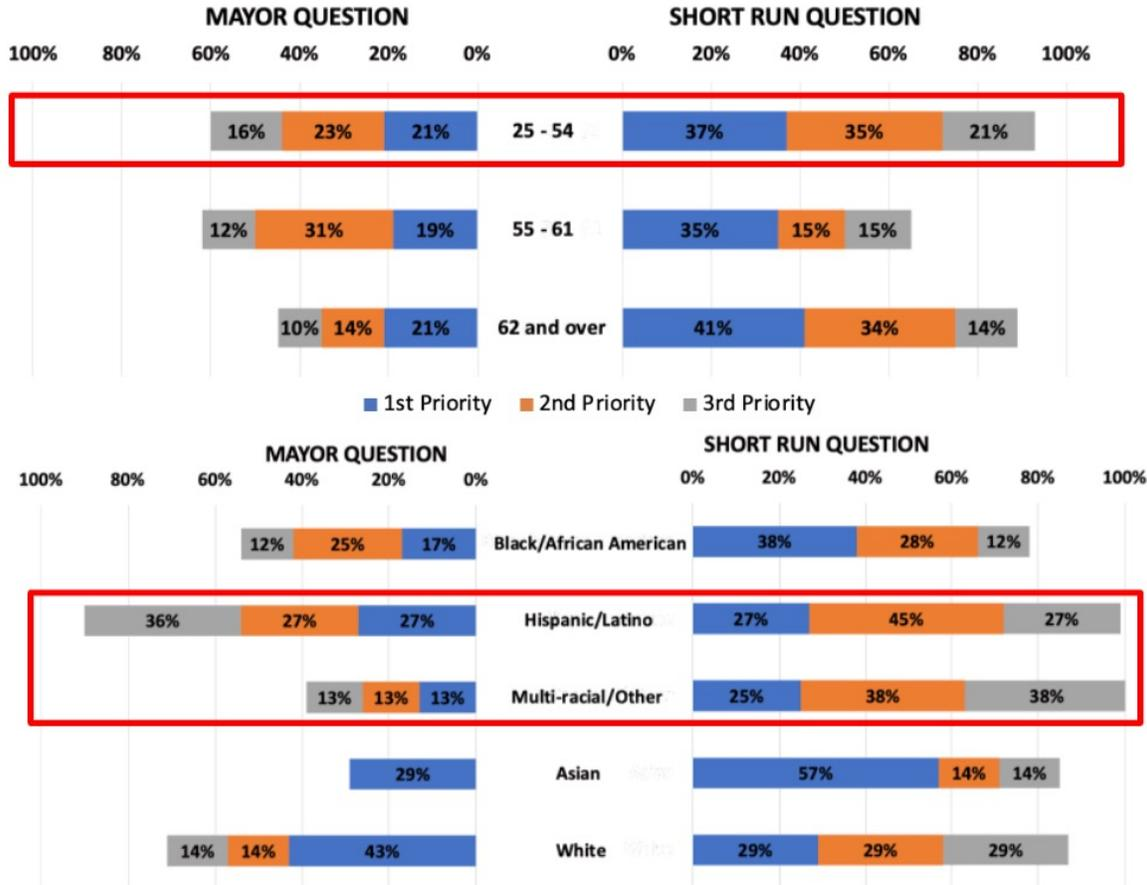 MAYOR QUESTION SHORT RUN QUESTION
100% 80% 60% 40% 20% 0% 0% 20% 40% 60% 80% 100%
16% 23% 21% 25 - 54 37% 35% 21%
12% 31% 19% 55 - 61 35% 15% 15%
10% 14% 21% 62 and over 41% 34% 14%
1st Priority 2nd Priority 3rd Priority
MAYOR QUESTION SHORT RUN QUESTION
100% 80% 60% 40% 20% 0% 0% 20% 40% 60% 80% 100%
12% 25% 17% Black/African American 38% 28% 12%
36% 27% 27% Hispanic/Latino 27% 45% 27%
13% 13% 13% Multi-racial/Other 25% 38% 38%
29% Asian 57% 14% 14%
14% 14% 43% White 29% 29% 29%